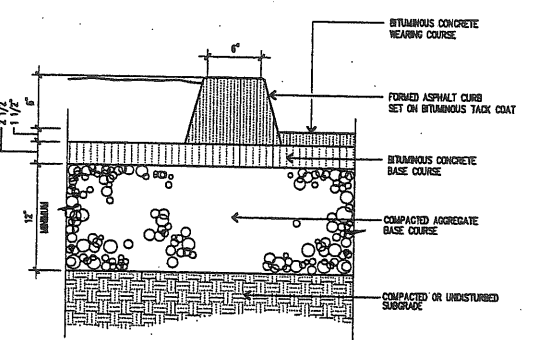 BITUMINOUS CONCRETE
WEARING COURSE
6"
FORMED ASPHALT CURB
SET ON BITUMINOUS TACK COAT
6"
1 1/2"
2 1/2"
BITUMINOUS CONCRETE
BASE COURSE
12"
MINIMUM
COMPACTED AGGREGATE
BASE COURSE
COMPACTED OR UNDISTURBED
SUBGRADE